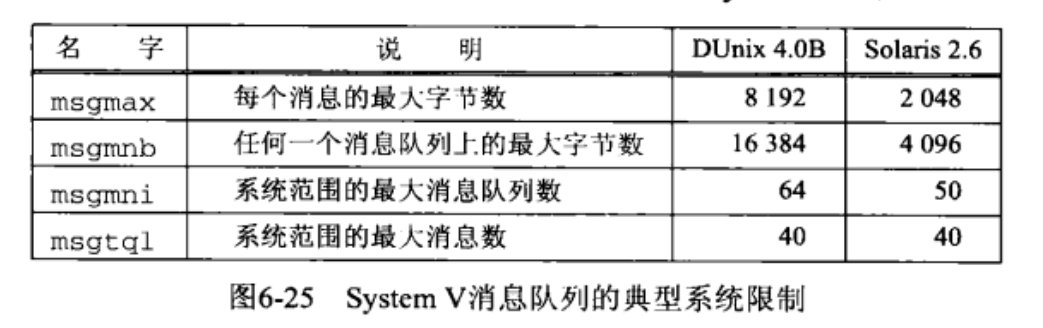 名 字 说 明 DUnix 4.0B Solaris 2.6
msgmax 每个消息的最大字节数 8 192 2 048
msgmnb 任何一个消息队列上的最大字节数 16 384 4 096
msgmni 系统范围的最大消息队列数 64 50
msgtql 系统范围的最大消息数 40 40
图6-25 System V消息队列的典型系统限制